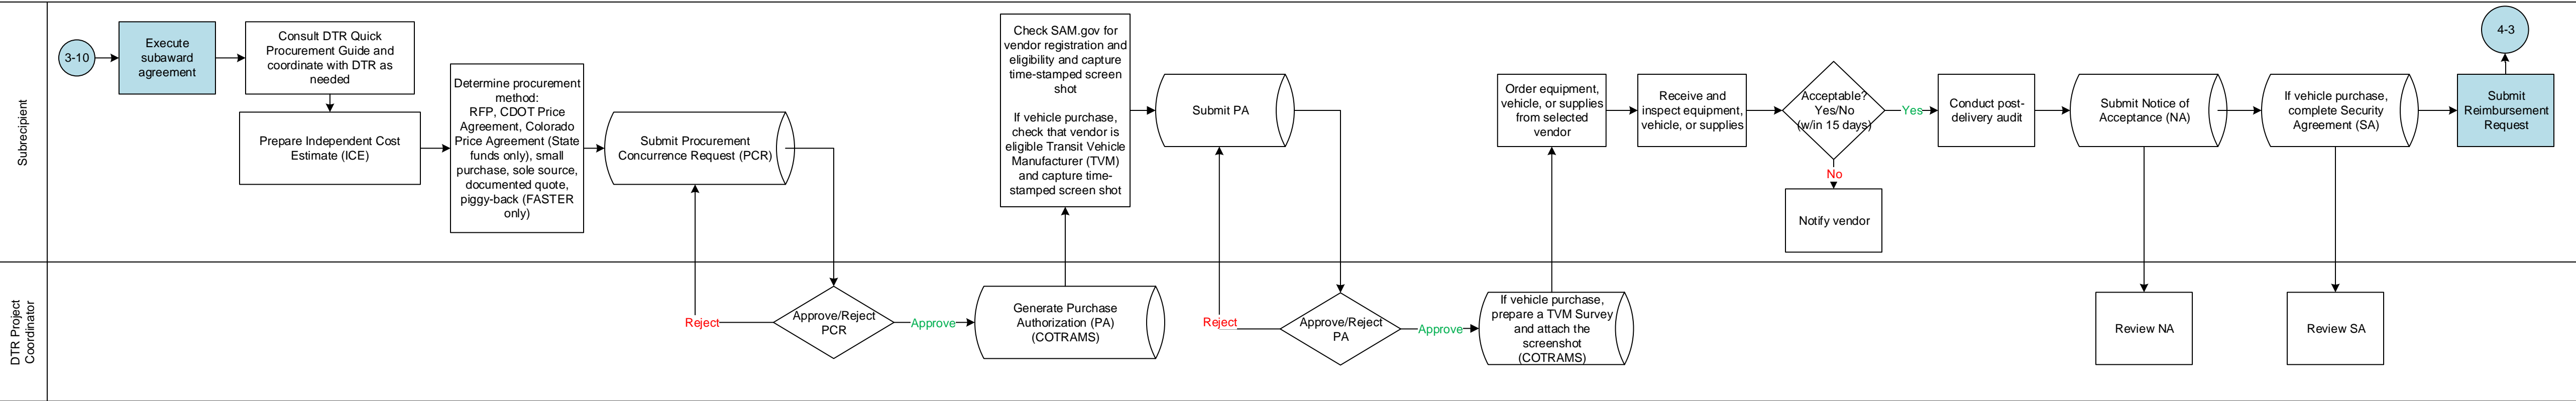 Subrecipient
3-10
Execute
subaward
agreement
Consult DTR Quick
Procurement Guide and
coordinate with DTR as
needed
Prepare Independent Cost
Estimate (ICE)
Determine procurement
method:
RFP, CDOT Price
Agreement, Colorado
Price Agreement (State
funds only), small
purchase, sole source,
documented quote,
piggy-back (FASTER
only)
Submit Procurement
Concurrence Request (PCR)
Check SAM.gov for
vendor registration and
eligibility and capture
time-stamped screen
shot
If vehicle purchase,
check that vendor is
eligible Transit Vehicle
Manufacturer (TVM)
and capture time-
stamped screen shot
Submit PA
Order equipment,
vehicle, or supplies
from selected
vendor
Receive and
inspect equipment,
vehicle, or supplies
Acceptable?
Yes/No
(w/in 15 days)
Yes
No
Notify vendor
Conduct post-
delivery audit
Submit Notice of
Acceptance (NA)
If vehicle purchase,
complete Security
Agreement (SA)
Submit
Reimbursement
Request
4-3
DTR Project
Coordinator
Reject
Approve/Reject
PCR
Approve
Generate Purchase
Authorization (PA)
(COTRAMS)
Reject
Approve/Reject
PA
Approve
If vehicle purchase,
prepare a TVM Survey
and attach the
screenshot
(COTRAMS)
Review NA
Review SA